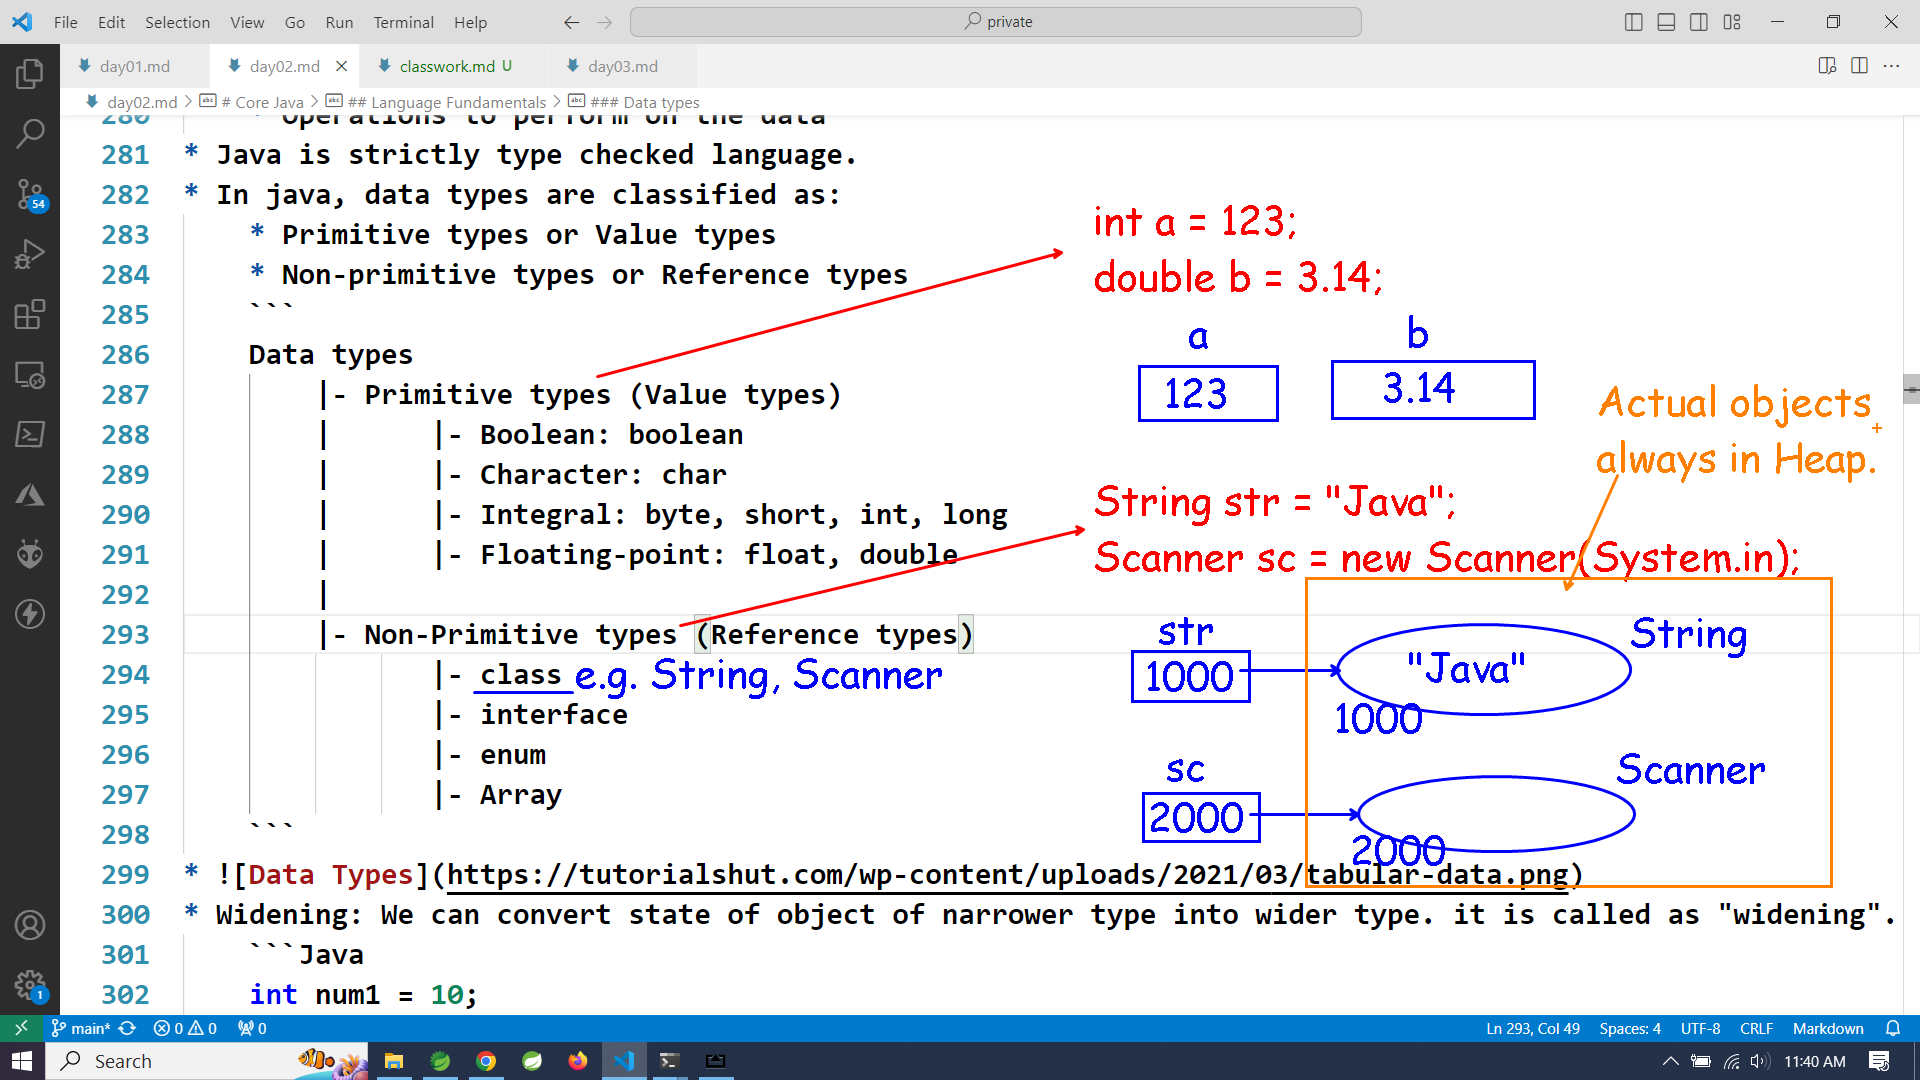 File Edit Selection View Go Run Terminal Help
private
day01.md
day02.md
classwork.md U
day03.md
day02.md > # Core Java > ## Language Fundamentals > ### Data types
280 * Operations to perform on the data
281 * Java is strictly type checked language.
282 * In java, data types are classified as:
283 * Primitive types or Value types
284 * Non-primitive types or Reference types
285 ```
286 Data types
287 |- Primitive types (Value types)
288 | |- Boolean: boolean
289 | |- Character: char
290 | |- Integral: byte, short, int, long
291 | |- Floating-point: float, double
292 |
293 |- Non-Primitive types (Reference types)
294 |- class e.g. String, Scanner
295 |- interface
296 |- enum
297 |- Array
298 ```
299 * ![Data Types](https://tutorialshut.com/wp-content/uploads/2021/03/tabular-data.png)
300 * Widening: We can convert state of object of narrower type into wider type. it is called as "widening".
301 ```Java
302 int num1 = 10;
int a = 123;
double b = 3.14;
a b
123 3.14
Actual objects
always in Heap.
String str = "Java";
Scanner sc = new Scanner(System.in);
str
1000
"Java"
String
1000
sc
2000
Scanner
2000
54
1
main* 0 0 0
Ln 293, Col 49 Spaces: 4 UTF-8 CRLF Markdown
Search
11:40 AM